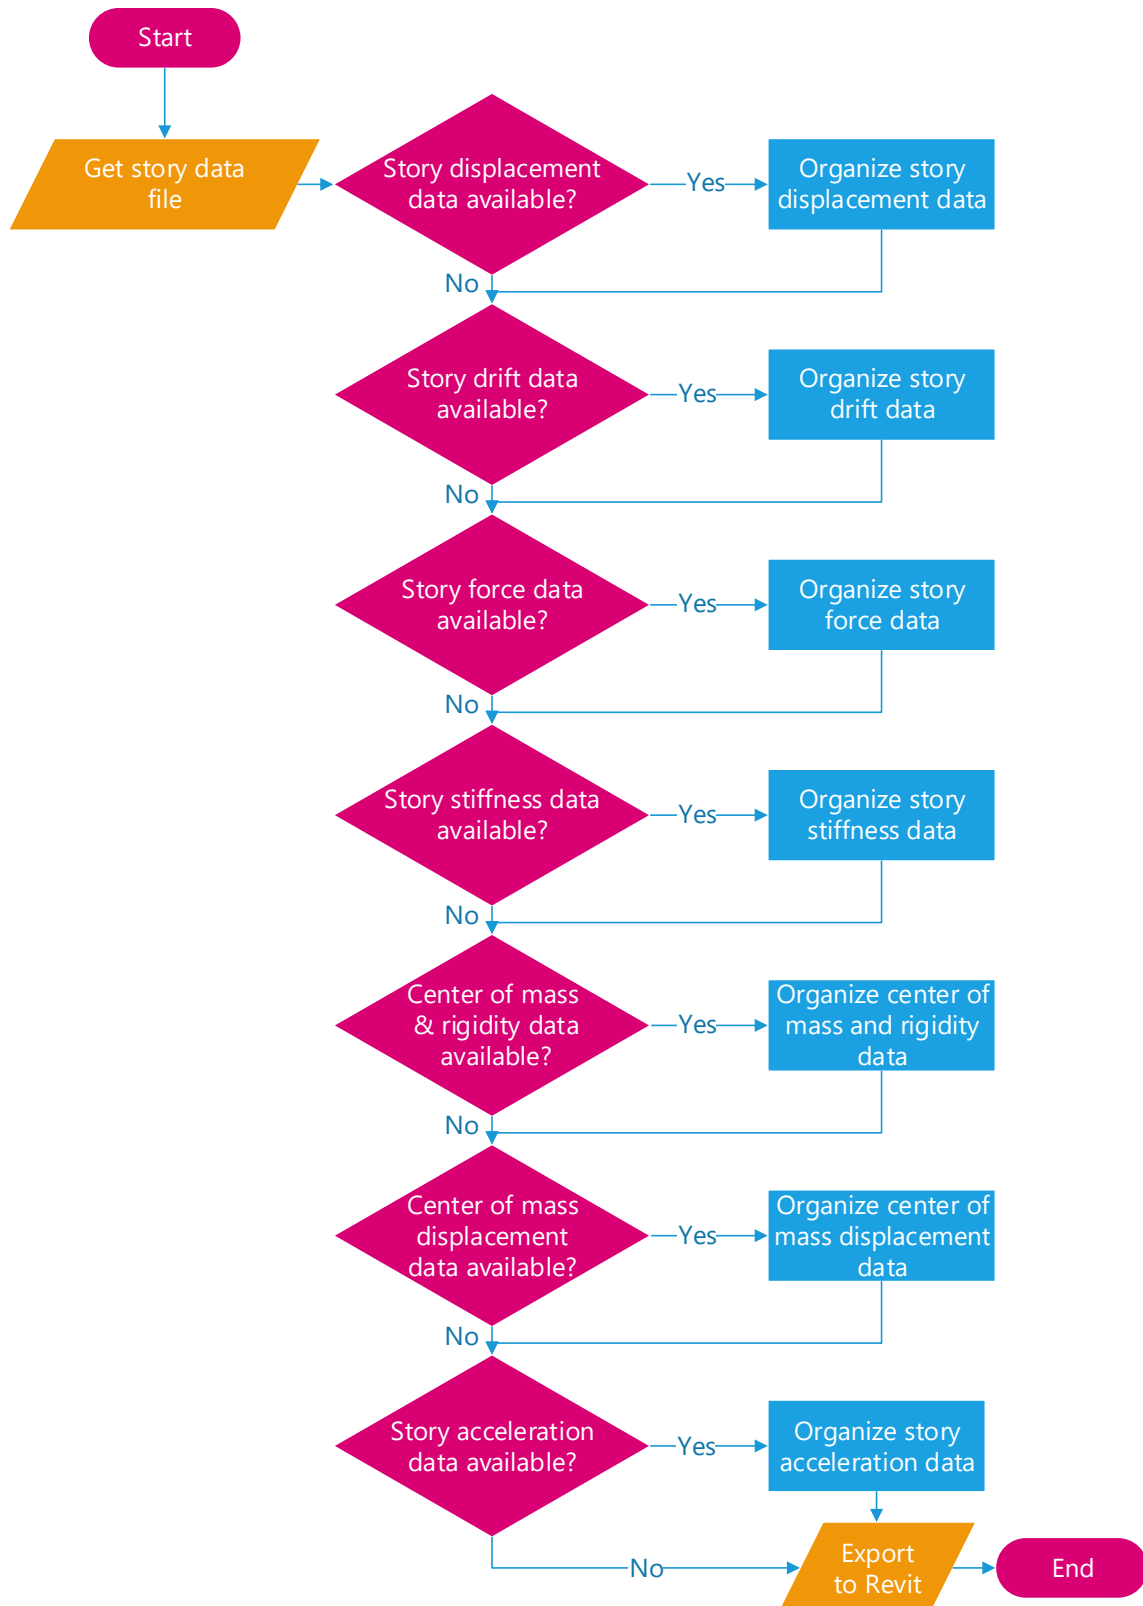 Start
Get story data
file
Story displacement
data available?
Yes
Organize story
displacement data
No
Story drift data
available?
Yes
Organize story
drift data
No
Story force data
available?
Yes
Organize story
force data
No
Story stiffness data
available?
Yes
Organize story
stiffness data
No
Center of mass
& rigidity data
available?
Yes
Organize center of
mass and rigidity
data
No
Center of mass
displacement
data available?
Yes
Organize center of
mass displacement
data
No
Story acceleration
data available?
Yes
Organize story
acceleration data
No
Export
to Revit
End